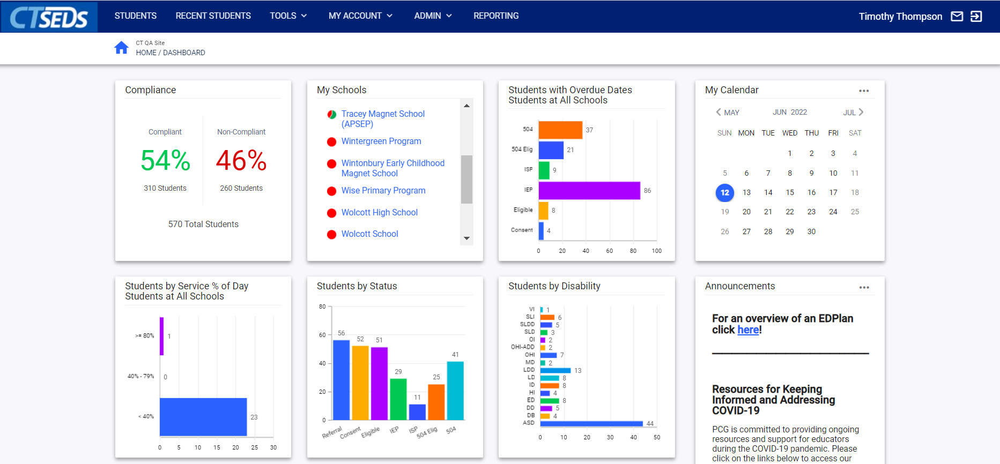 CTSEDS
STUDENTS
RECENT STUDENTS
TOOLS
MY ACCOUNT
ADMIN
REPORTING
Timothy Thompson
CT QA Site
HOME / DASHBOARD
Compliance
Compliant
Non-Compliant
54%
46%
310 Students
260 Students
570 Total Students
My Schools
Tracey Magnet School
(APSEP)
Wintergreen Program
Wintonbury Early Childhood
Magnet School
Wise Primary Program
Wolcott High School
Wolcott School
Students with Overdue Dates
Students at All Schools
504 37
504 Elig 21
ISP 9
IEP 86
Eligible 8
Consent 4
0 20 40 60 80 100
My Calendar
MAY JUN 2022 JUL
SUN MON TUE WED THU FRI SAT
1 2 3 4
5 6 7 8 9 10 11
12 13 14 15 16 17 18
19 20 21 22 23 24 25
26 27 28 29 30
Students by Service % of Day
Students at All Schools
>= 80% 1
40% - 79% 0
< 40% 23
0 5 10 15 20 25 30
Students by Status
80
60
40
20
0
56 52 51 29 11 25 41
Referral Consent Eligible IEP ISP 504 Elig 504
Students by Disability
VI 1
SLI 6
SLDD 5
SLD 3
OI 2
OHI-ADD 2
OHI 7
MD 2
LDD 13
LD 8
ID 8
HI 4
ED 8
DD 5
DB 4
ASD 44
0 10 20 30 40 50
Announcements
For an overview of an EDPlan
click here!
Resources for Keeping
Informed and Addressing
COVID-19
PCG is committed to providing ongoing
resources and support for educators
during the COVID-19 pandemic. Please
click on the links below to access our